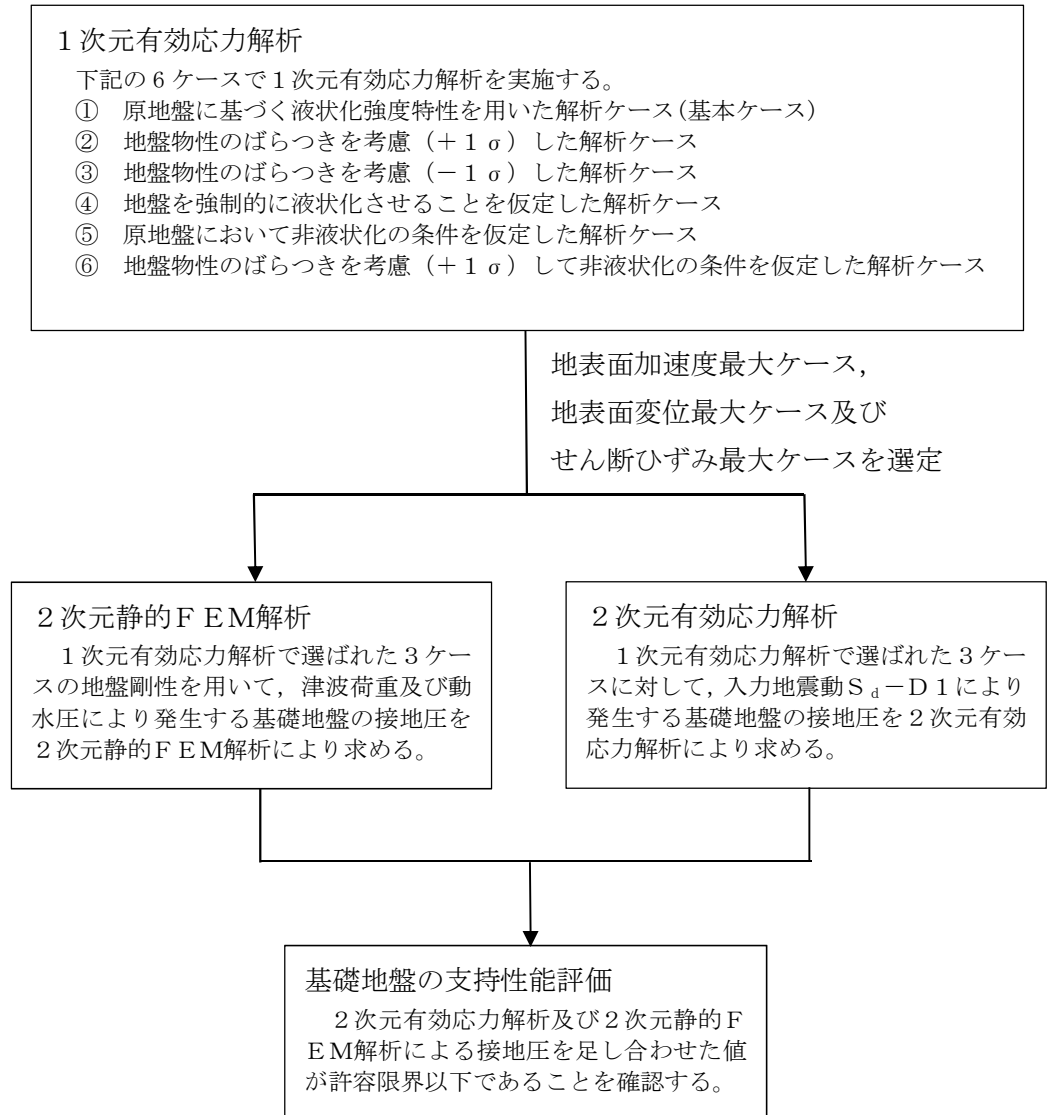 1次元有効応力解析
下記の6ケースで1次元有効応力解析を実施する。
① 原地盤に基づく液状化強度特性を用いた解析ケース(基本ケース)
② 地盤物性のばらつきを考慮(+1σ)した解析ケース
③ 地盤物性のばらつきを考慮(-1σ)した解析ケース
④ 地盤を強制的に液状化させることを仮定した解析ケース
⑤ 原地盤において非液状化の条件を仮定した解析ケース
⑥ 地盤物性のばらつきを考慮(+1σ)して非液状化の条件を仮定した解析ケース
地表面加速度最大ケース,
地表面変位最大ケース及び
せん断ひずみ最大ケースを選定
2次元静的FEM解析
1次元有効応力解析で選ばれた3ケー
スの地盤剛性を用いて,津波荷重及び動
水圧により発生する基礎地盤の接地圧を
2次元静的FEM解析により求める。
2次元有効応力解析
1次元有効応力解析で選ばれた3ケー
スに対して,入力地震動Sd-D1により
発生する基礎地盤の接地圧を2次元有効
応力解析により求める。
基礎地盤の支持性能評価
2次元有効応力解析及び2次元静的F
EM解析による接地圧を足し合わせた値
が許容限界以下であることを確認する。